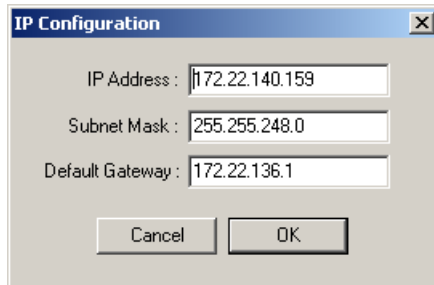 IP Configuration
IP Address : 172.22.140.159
Subnet Mask : 255.255.248.0
Default Gateway : 172.22.136.1
Cancel OK